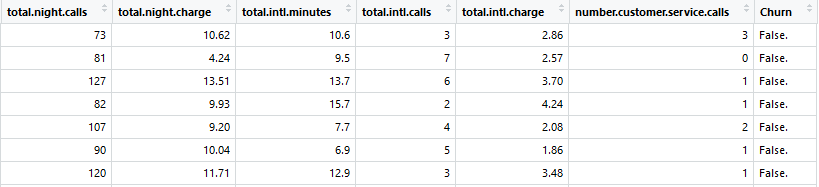 total.night.calls total.night.charge total.intl.minutes total.intl.calls total.intl.charge number.customer.service.calls Churn
73 10.62 10.6 3 2.86 3 False.
81 4.24 9.5 7 2.57 0 False.
127 13.51 13.7 6 3.70 1 False.
82 9.93 15.7 2 4.24 1 False.
107 9.20 7.7 4 2.08 2 False.
90 10.04 6.9 5 1.86 1 False.
120 11.71 12.9 3 3.48 1 False.